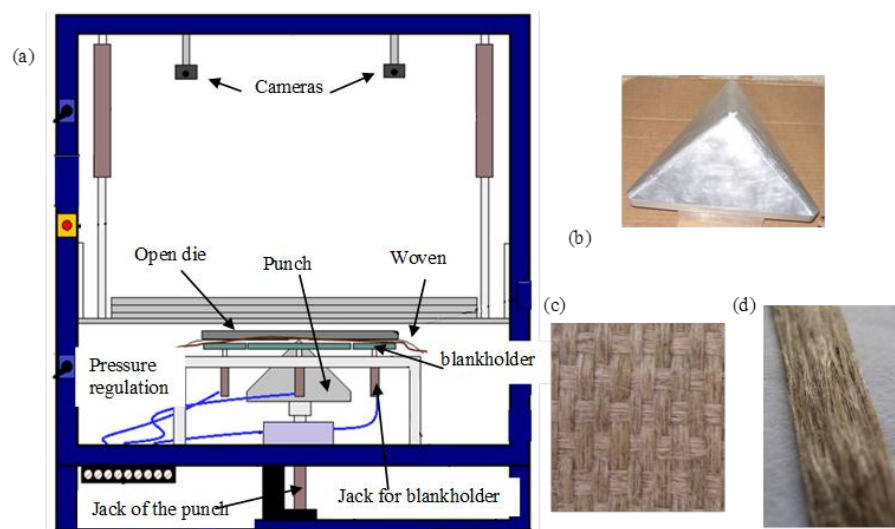 (a)
Cameras
(b)
Open die
Punch
Woven
(c)
(d)
blankholder
Pressure
regulation
Jack of the punch
Jack for blankholder